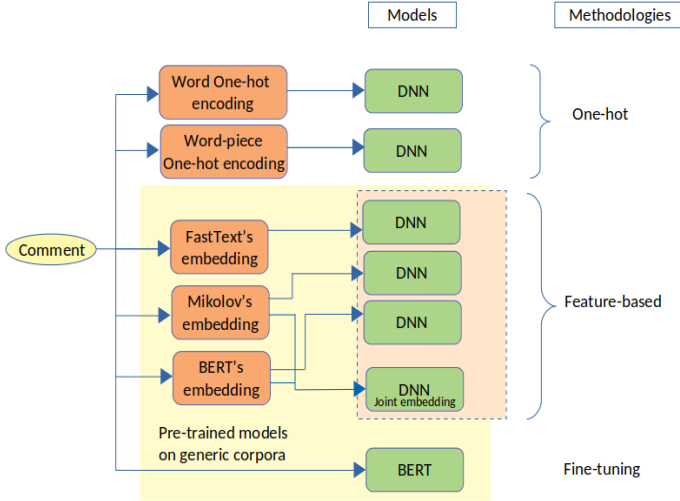 Models
Methodologies
Word One-hot
encoding
DNN
One-hot
Word-piece
One-hot encoding
DNN
Comment
FastText's
embedding
DNN
Mikolov's
embedding
DNN
Feature-based
BERT's
embedding
DNN
DNN
Joint embedding
Pre-trained models
on generic corpora
BERT
Fine-tuning